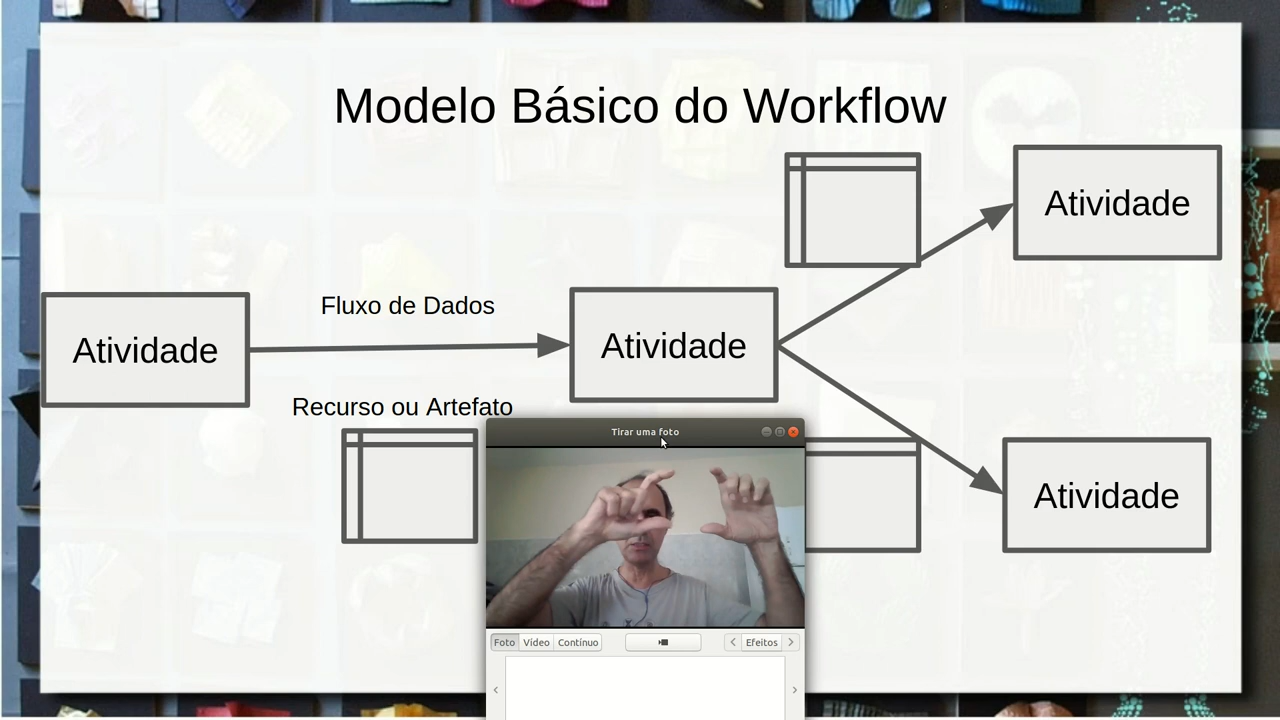 Modelo Básico do Workflow
Atividade
Fluxo de Dados
Atividade
Atividade
Recurso ou Artefato
Tirar uma foto
Atividade
Foto
Vídeo
Contínuo
Efeitos